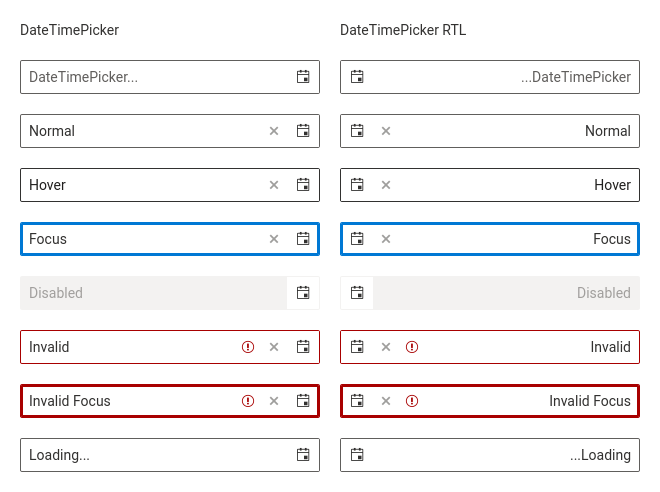 DateTimePicker
DateTimePicker RTL
DateTimePicker...
...DateTimePicker
Normal
Normal
Hover
Hover
Focus
Focus
Disabled
Disabled
Invalid
Invalid
Invalid Focus
Invalid Focus
Loading...
...Loading